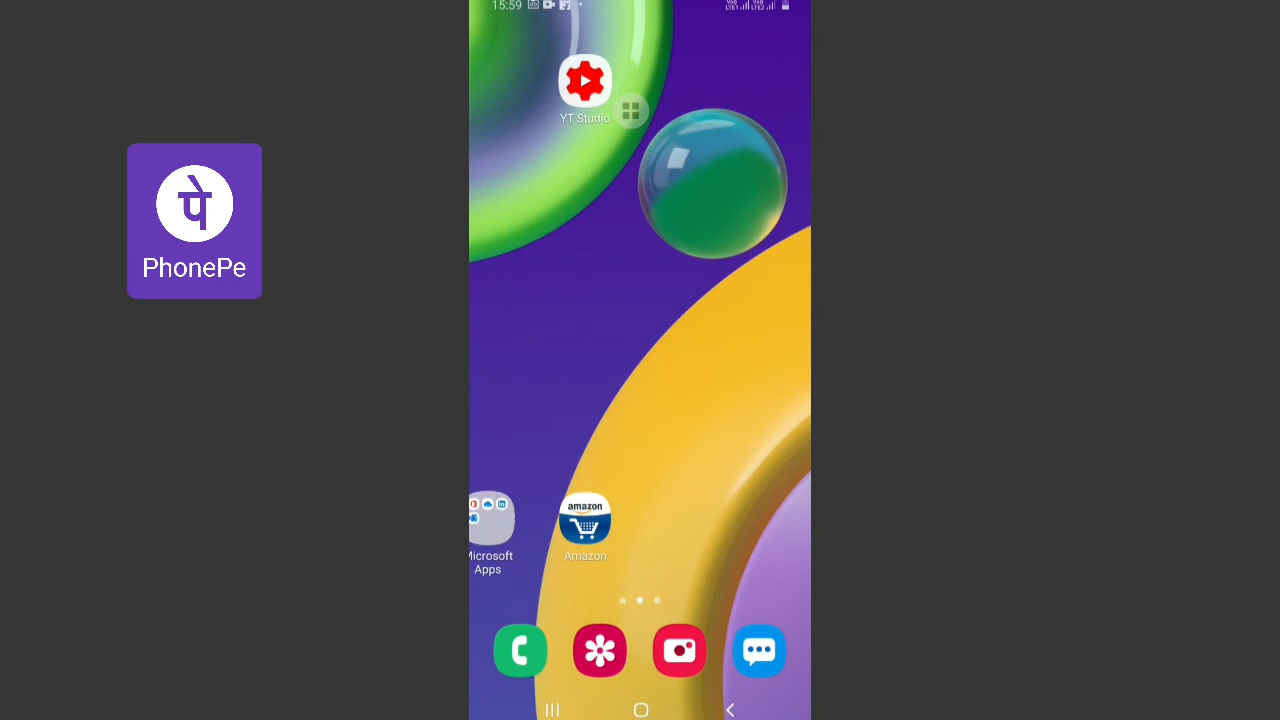 15:59
YT Studio
पे
PhonePe
amazon
Microsoft
Apps
Amazon